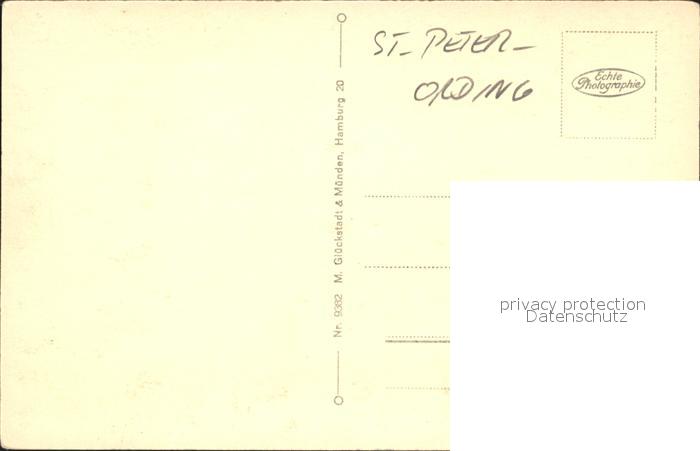 ST. PETER-
ORDING
Echte
Photographie
Nr. 9382 M. Glückstadt & Münden, Hamburg 20
privacy protection
Datenschutz